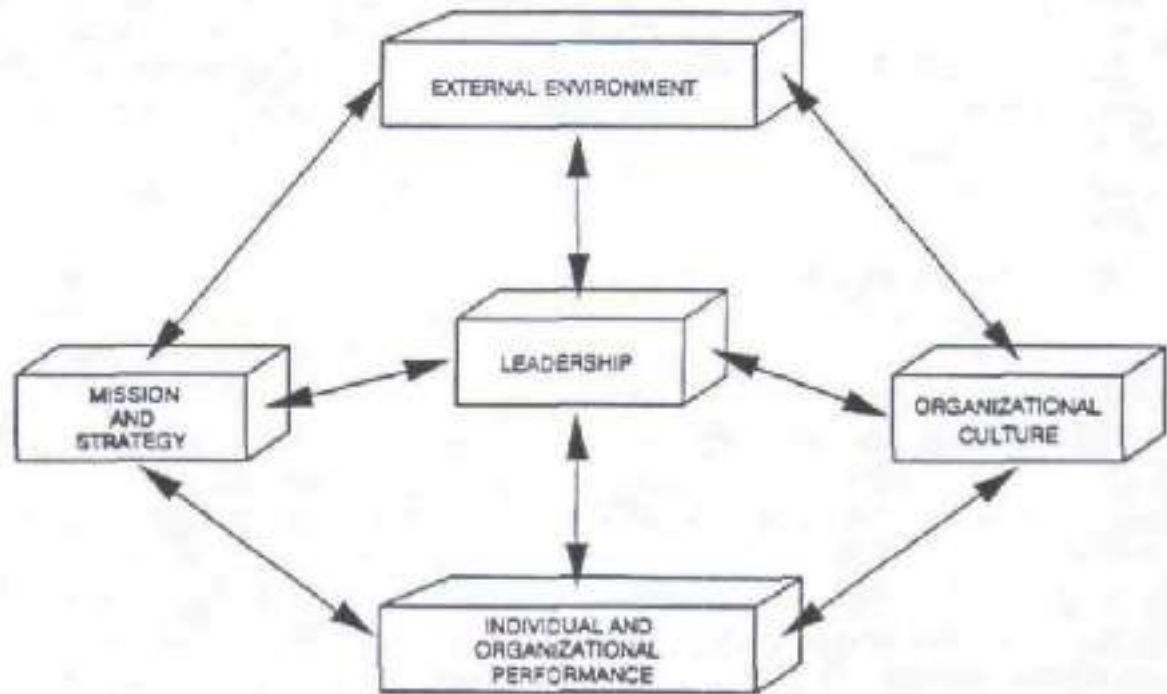 EXTERNAL ENVIRONMENT
LEADERSHIP
MISSION
AND
STRATEGY
ORGANIZATIONAL
CULTURE
INDIVIDUAL AND
ORGANIZATIONAL
PERFORMANCE